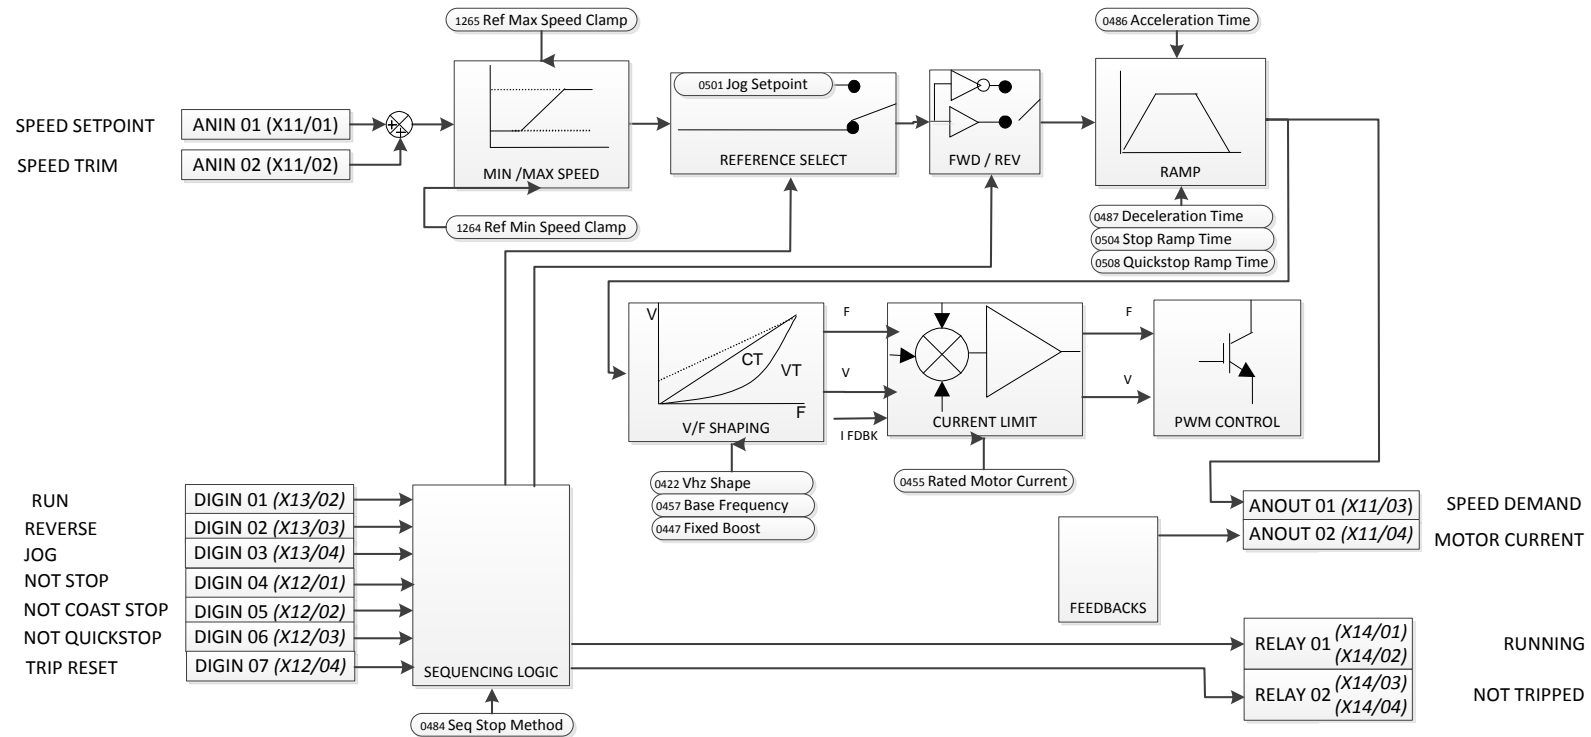 1265 Ref Max Speed Clamp
0486 Acceleration Time
0501 Jog Setpoint
SPEED SETPOINT
ANIN 01 (X11/01)
SPEED TRIM
ANIN 02 (X11/02)
MIN /MAX SPEED
REFERENCE SELECT
FWD / REV
RAMP
1264 Ref Min Speed Clamp
0487 Deceleration Time
0504 Stop Ramp Time
0508 Quickstop Ramp Time
V
CT
VT
F
V/F SHAPING
F
V
I FDBK
CURRENT LIMIT
F
V
PWM CONTROL
0422 Vhz Shape
0457 Base Frequency
0447 Fixed Boost
0455 Rated Motor Current
RUN
DIGIN 01 (X13/02)
REVERSE
DIGIN 02 (X13/03)
JOG
DIGIN 03 (X13/04)
NOT STOP
DIGIN 04 (X12/01)
NOT COAST STOP
DIGIN 05 (X12/02)
NOT QUICKSTOP
DIGIN 06 (X12/03)
TRIP RESET
DIGIN 07 (X12/04)
SEQUENCING LOGIC
0484 Seq Stop Method
ANOUT 01 (X11/03)
SPEED DEMAND
ANOUT 02 (X11/04)
MOTOR CURRENT
FEEDBACKS
RELAY 01 (X14/01)
(X14/02)
RUNNING
RELAY 02 (X14/03)
(X14/04)
NOT TRIPPED